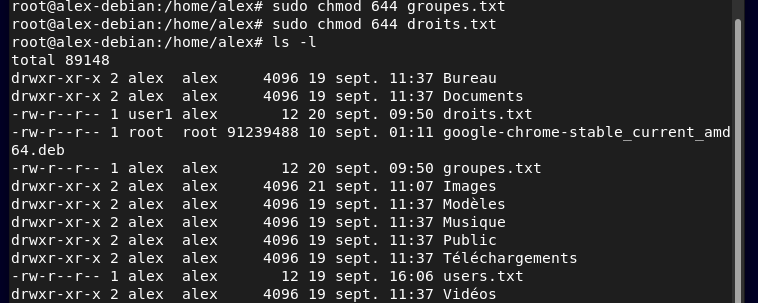 root@alex-debian:/home/alex# sudo chmod 644 groupes.txt
root@alex-debian:/home/alex# sudo chmod 644 droits.txt
root@alex-debian:/home/alex# ls -l
total 89148
drwxr-xr-x 2 alex  alex     4096 19 sept. 11:37 Bureau
drwxr-xr-x 2 alex  alex     4096 19 sept. 11:37 Documents
-rw-r--r-- 1 user1 alex       12 20 sept. 09:50 droits.txt
-rw-r--r-- 1 root  root 91239488 10 sept. 01:11 google-chrome-stable_current_amd
64.deb
-rw-r--r-- 1 alex  alex       12 20 sept. 09:50 groupes.txt
drwxr-xr-x 2 alex  alex     4096 21 sept. 11:07 Images
drwxr-xr-x 2 alex  alex     4096 19 sept. 11:37 Modèles
drwxr-xr-x 2 alex  alex     4096 19 sept. 11:37 Musique
drwxr-xr-x 2 alex  alex     4096 19 sept. 11:37 Public
drwxr-xr-x 2 alex  alex     4096 19 sept. 11:37 Téléchargements
-rw-r--r-- 1 alex  alex       12 19 sept. 16:06 users.txt
drwxr-xr-x 2 alex  alex     4096 19 sept. 11:37 Vidéos